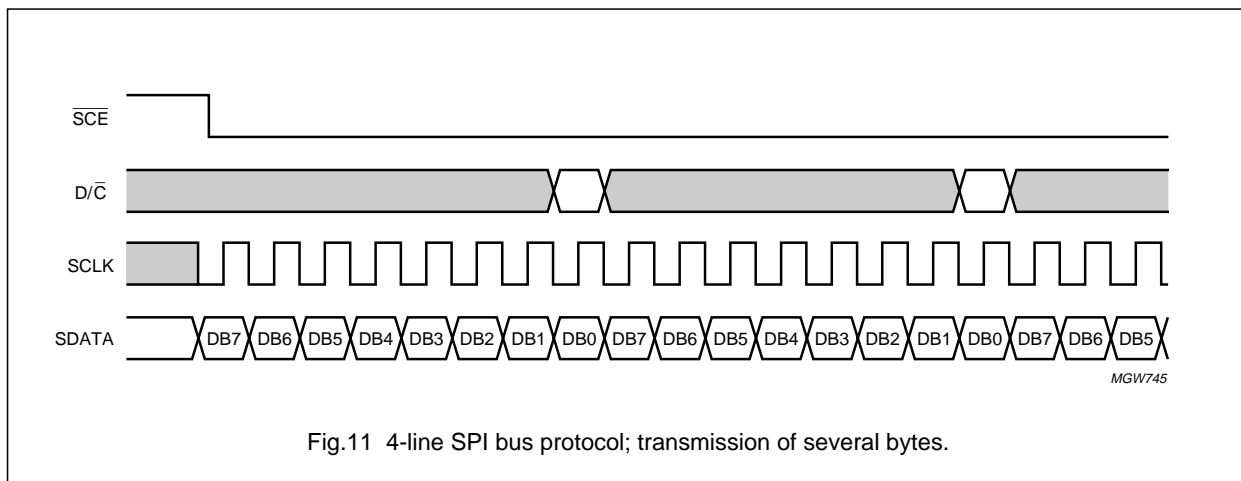 S̅C̅E̅
D/C̅
SCLK
SDATA DB7 DB6 DB5 DB4 DB3 DB2 DB1 DB0 DB7 DB6 DB5 DB4 DB3 DB2 DB1 DB0 DB7 DB6 DB5
MGW745
Fig.11 4-line SPI bus protocol; transmission of several bytes.